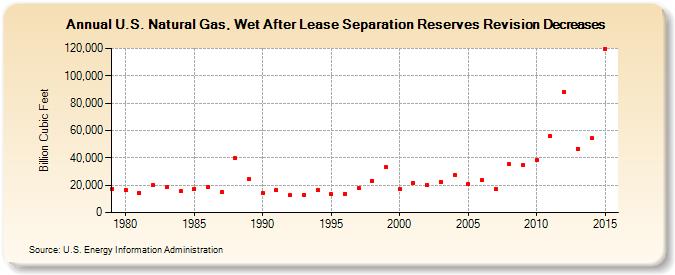 Annual U.S. Natural Gas, Wet After Lease Separation Reserves Revision Decreases
Billion Cubic Feet
120,000
100,000
80,000
60,000
40,000
20,000
0
1980 1985 1990 1995 2000 2005 2010 2015
Source: U.S. Energy Information Administration